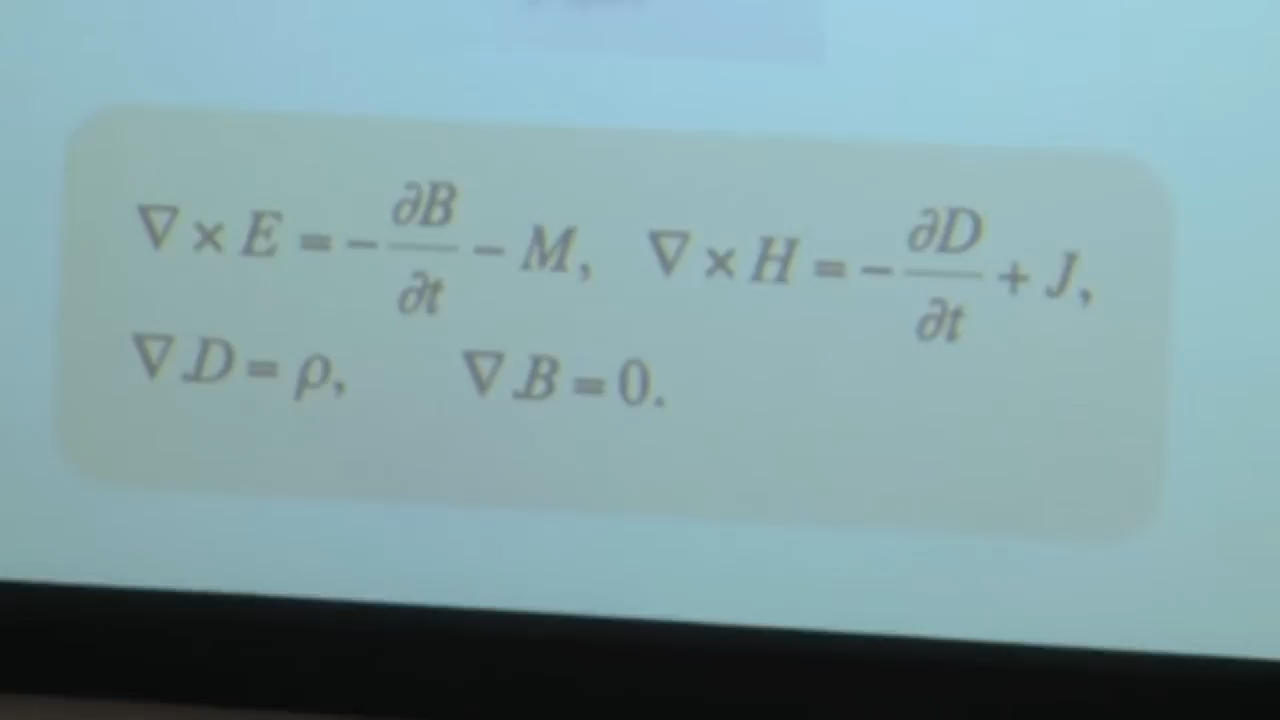 ∇ × E = −∂B/∂t − M, ∇ × H = −∂D/∂t + J,
∇.D = ρ, ∇.B = 0.